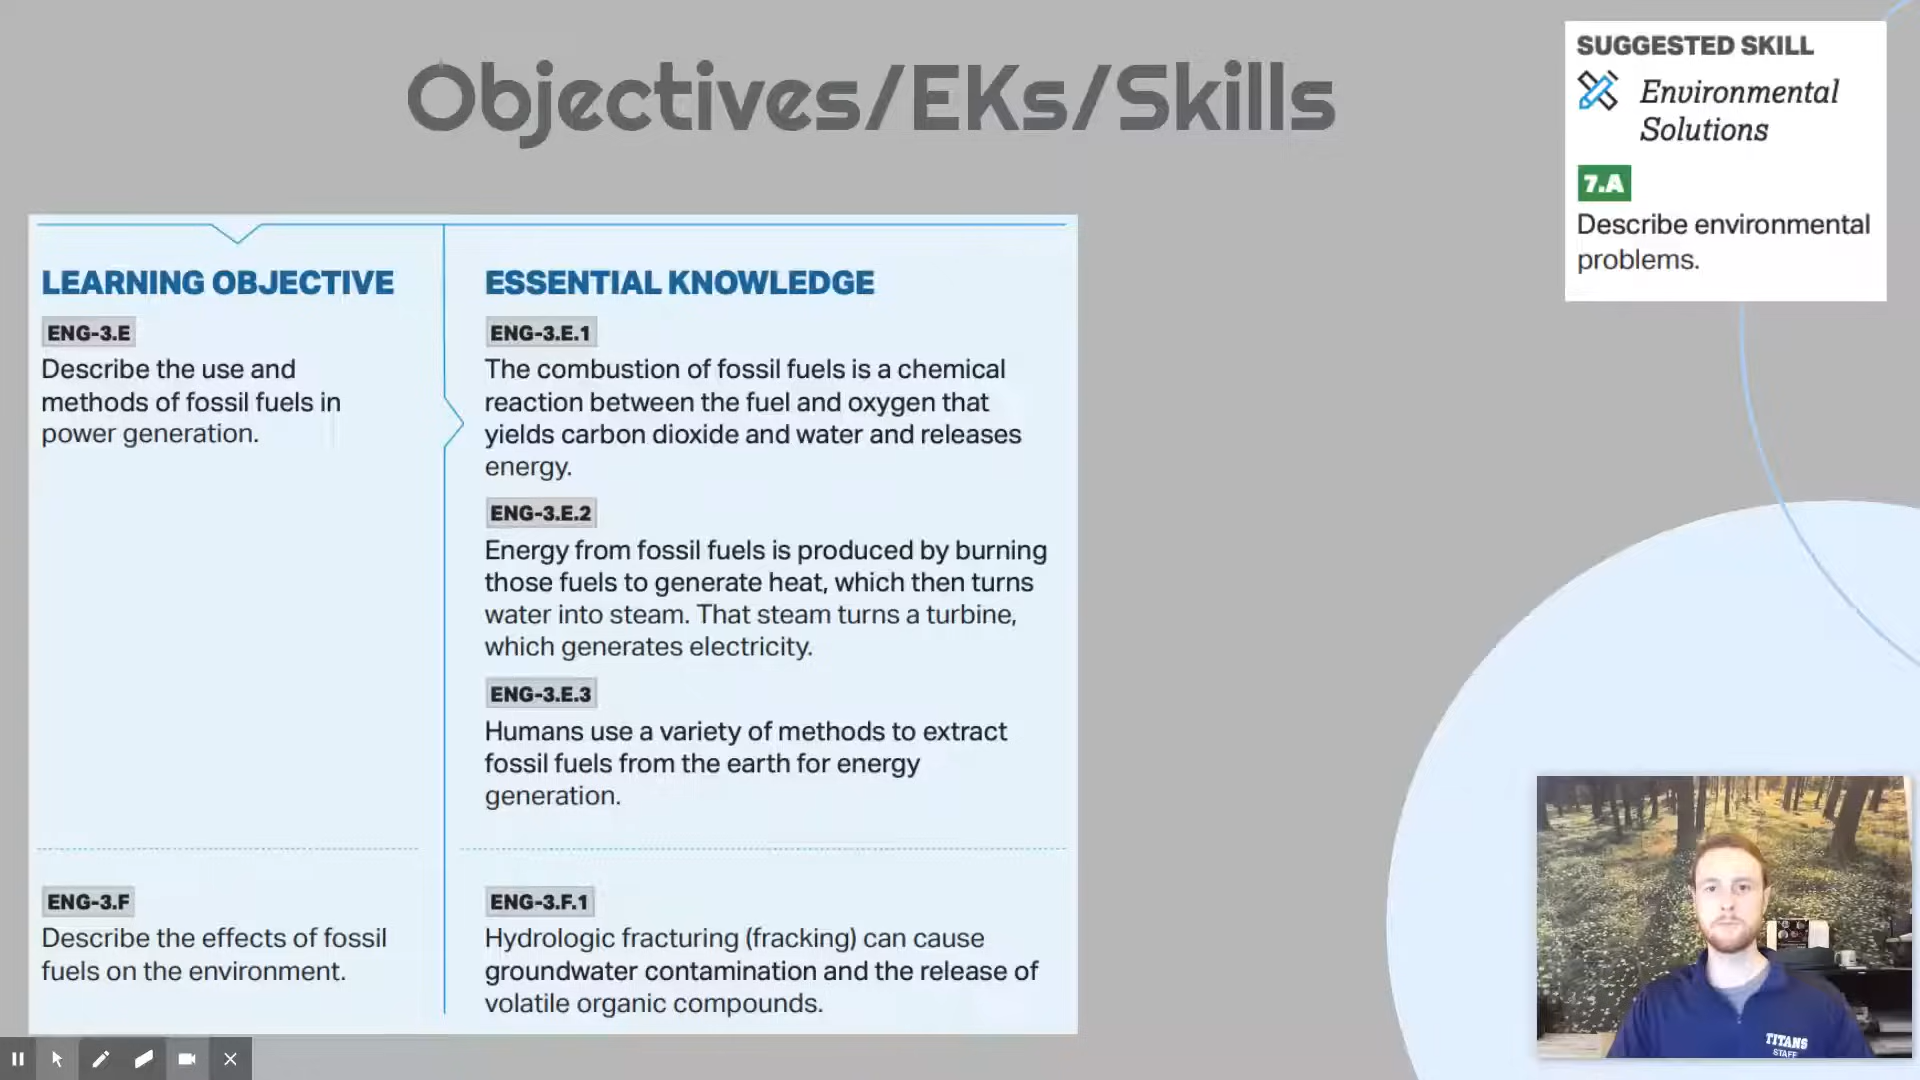 Objectives/EKs/Skills
SUGGESTED SKILL
Environmental
Solutions
7.A
Describe environmental
problems.
LEARNING OBJECTIVE
ENG-3.E
Describe the use and
methods of fossil fuels in
power generation.
ESSENTIAL KNOWLEDGE
ENG-3.E.1
The combustion of fossil fuels is a chemical
reaction between the fuel and oxygen that
yields carbon dioxide and water and releases
energy.
ENG-3.E.2
Energy from fossil fuels is produced by burning
those fuels to generate heat, which then turns
water into steam. That steam turns a turbine,
which generates electricity.
ENG-3.E.3
Humans use a variety of methods to extract
fossil fuels from the earth for energy
generation.
ENG-3.F
Describe the effects of fossil
fuels on the environment.
ENG-3.F.1
Hydrologic fracturing (fracking) can cause
groundwater contamination and the release of
volatile organic compounds.
TITANS
STAFF